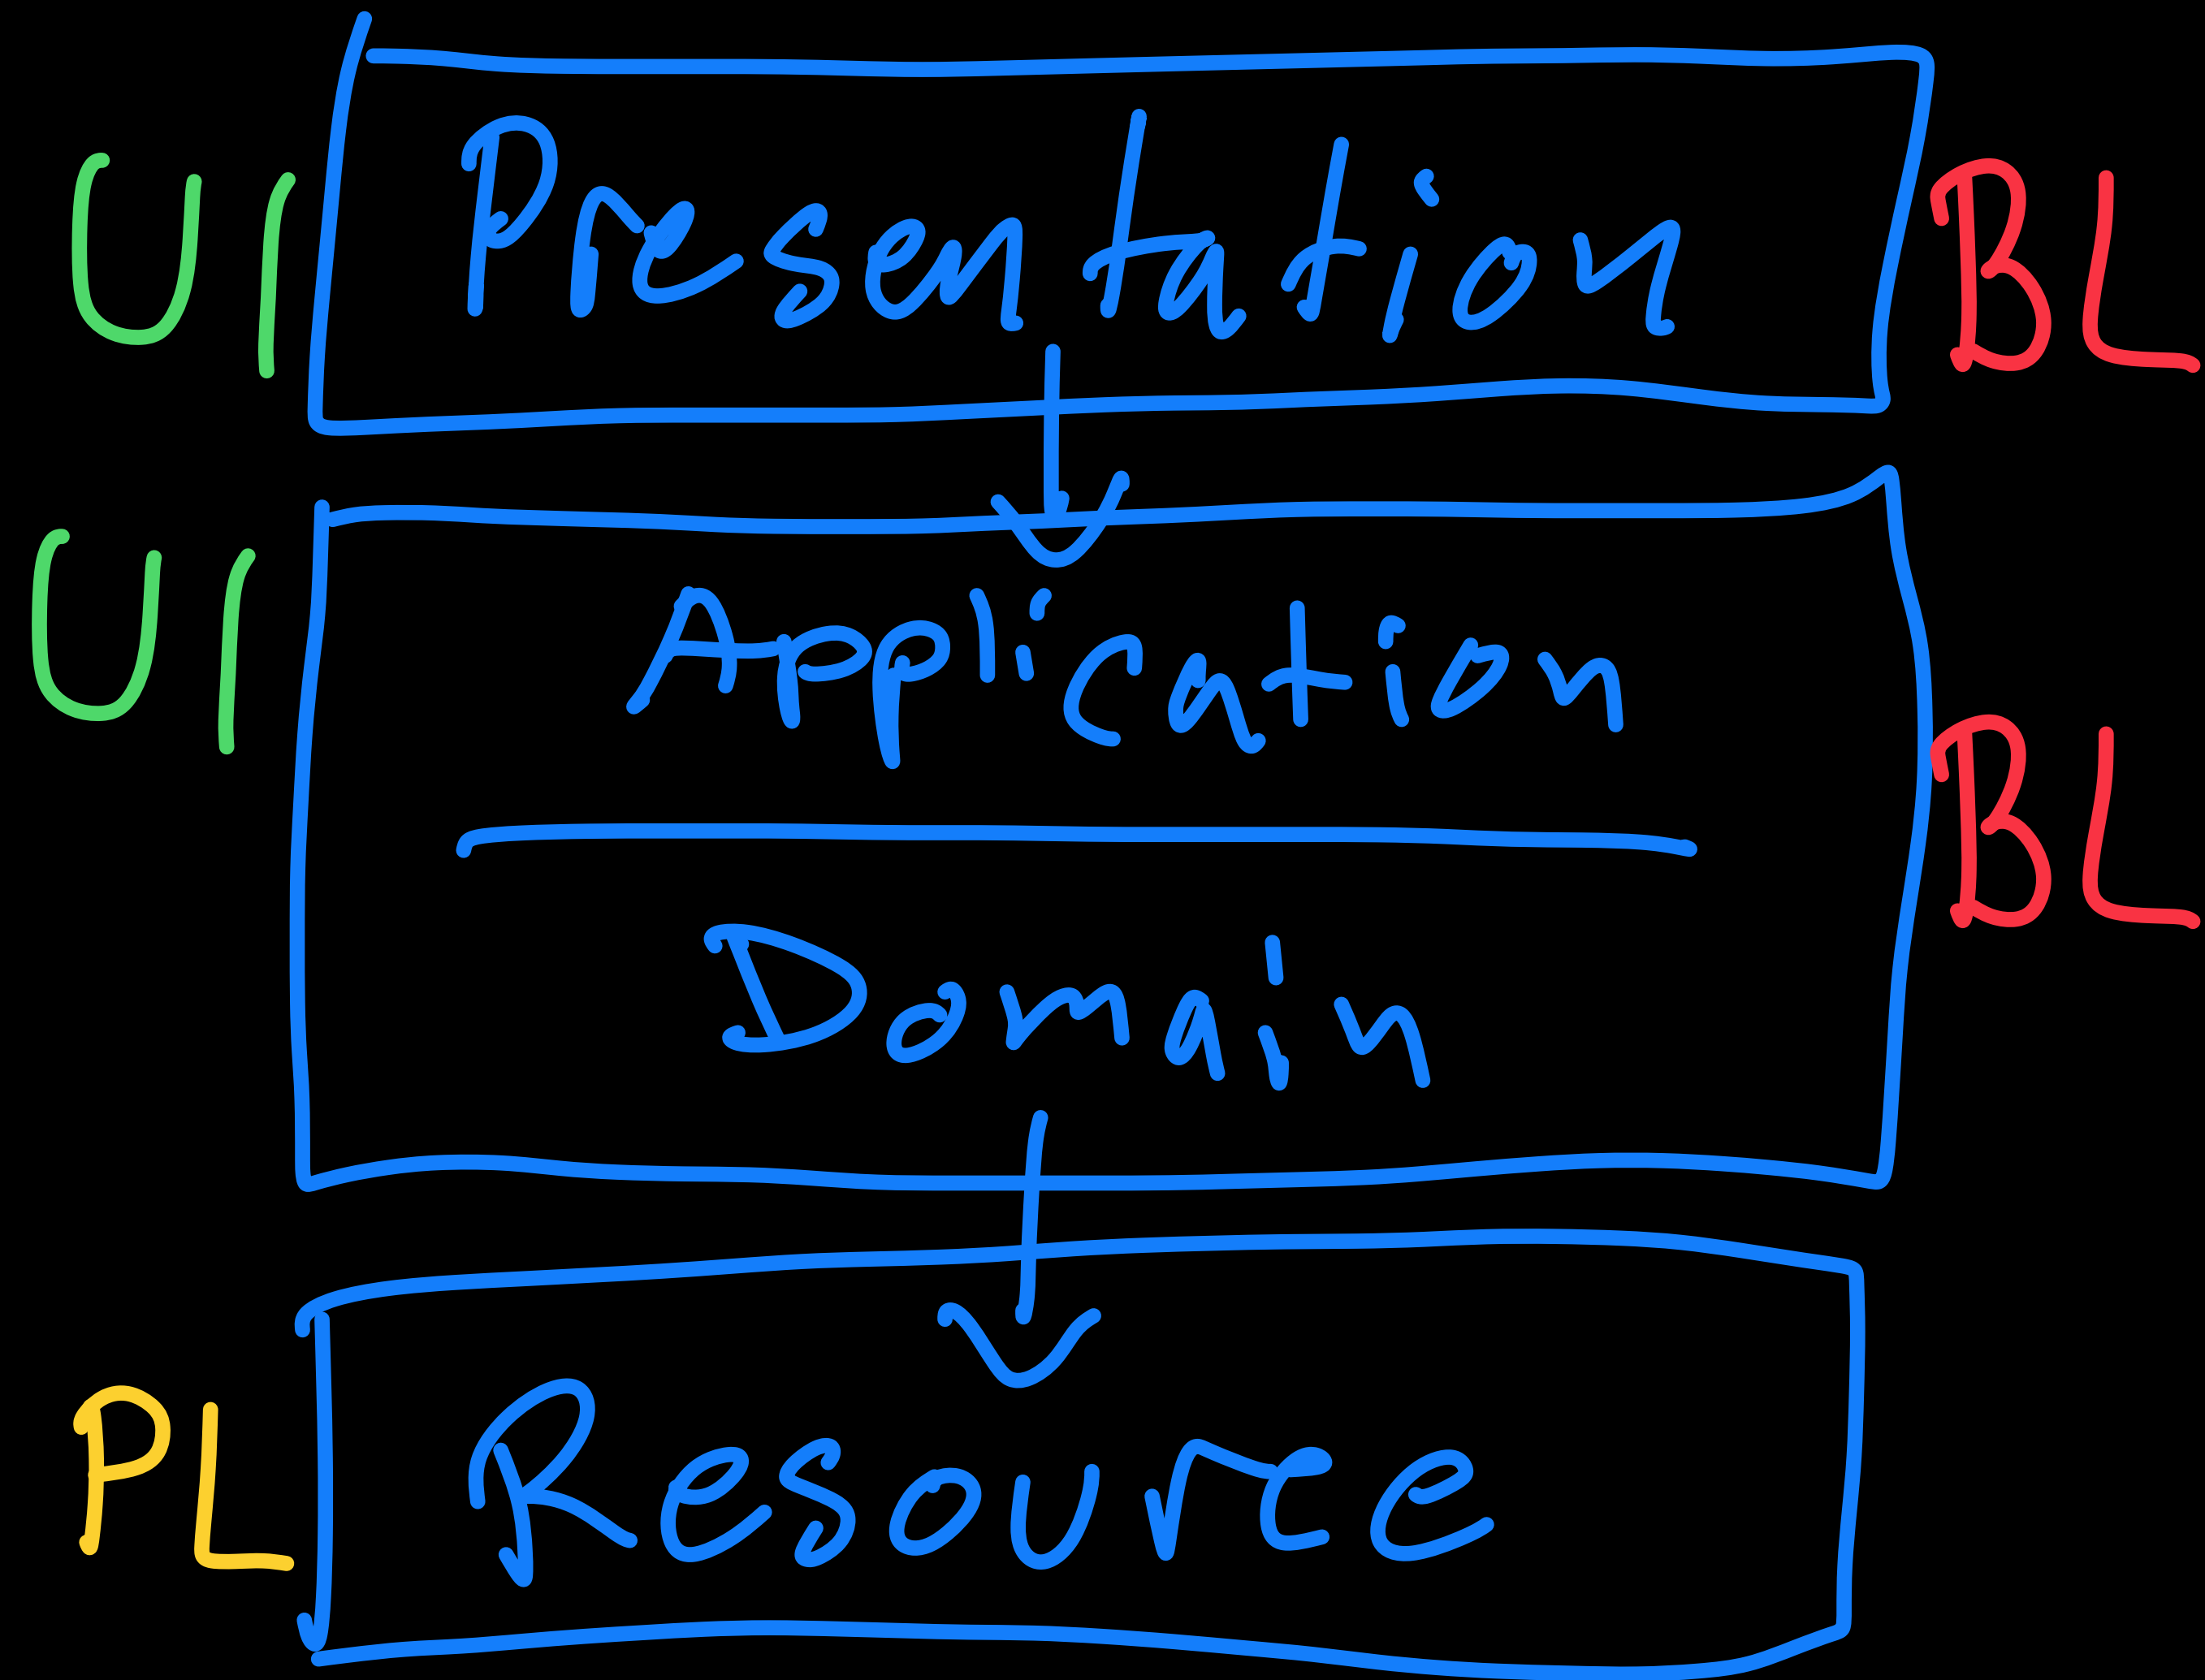 UI
Presentation
BL
UI
Application
BL
Domain
PL
Resource